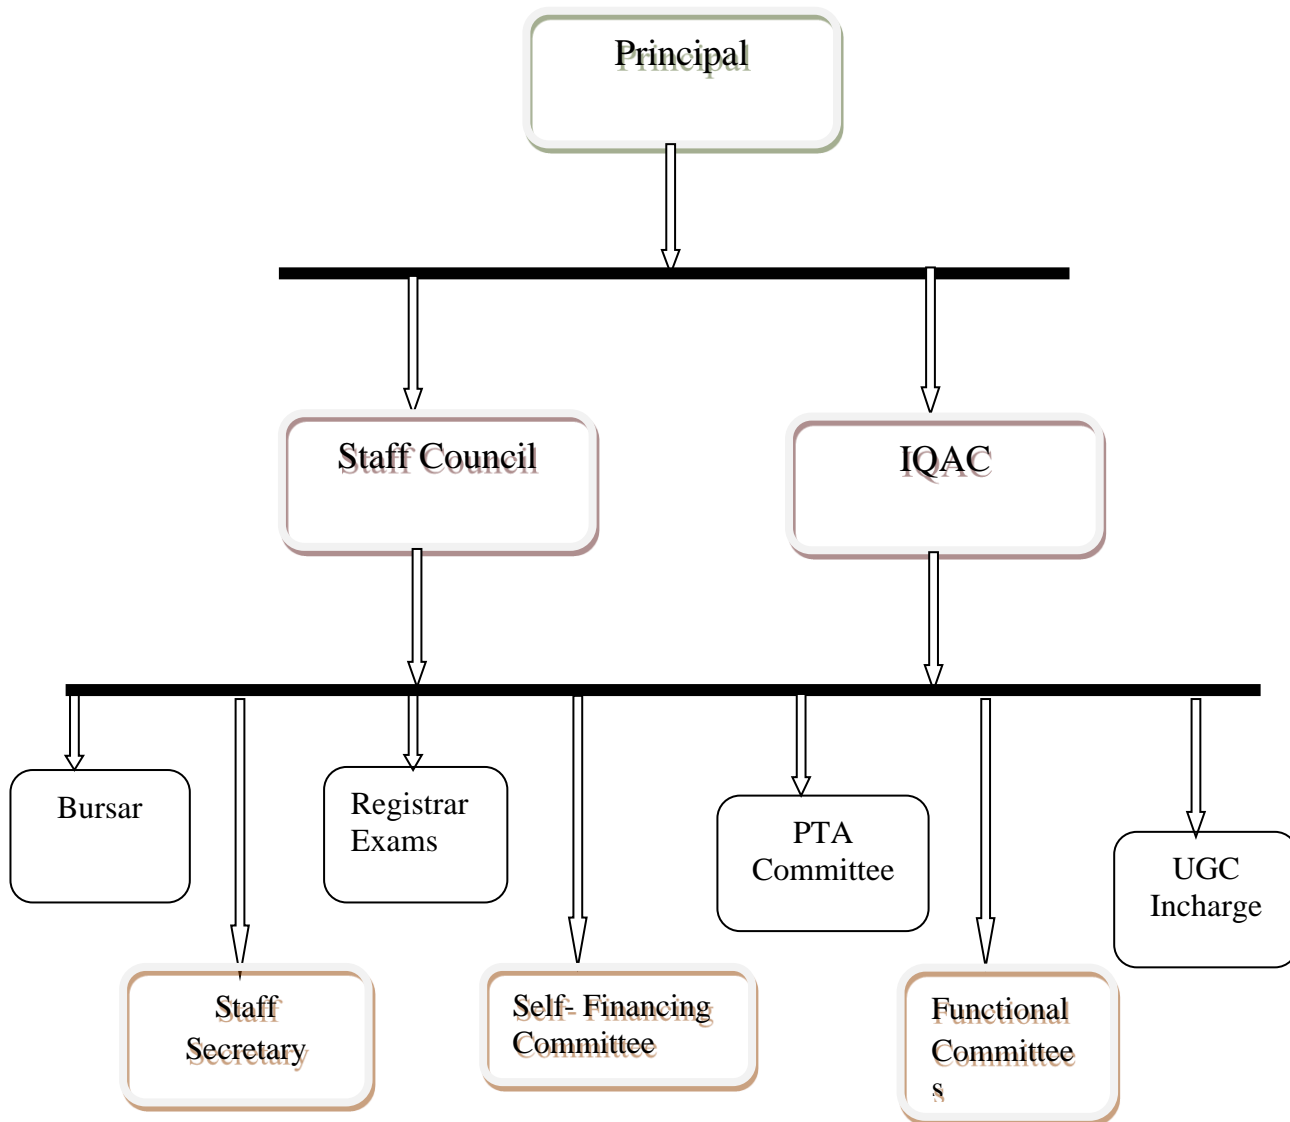 Principal
Staff Council
IQAC
Bursar
Registrar
Exams
PTA
Committee
UGC
Incharge
Staff
Secretary
Self- Financing
Committee
Functional
Committee
s